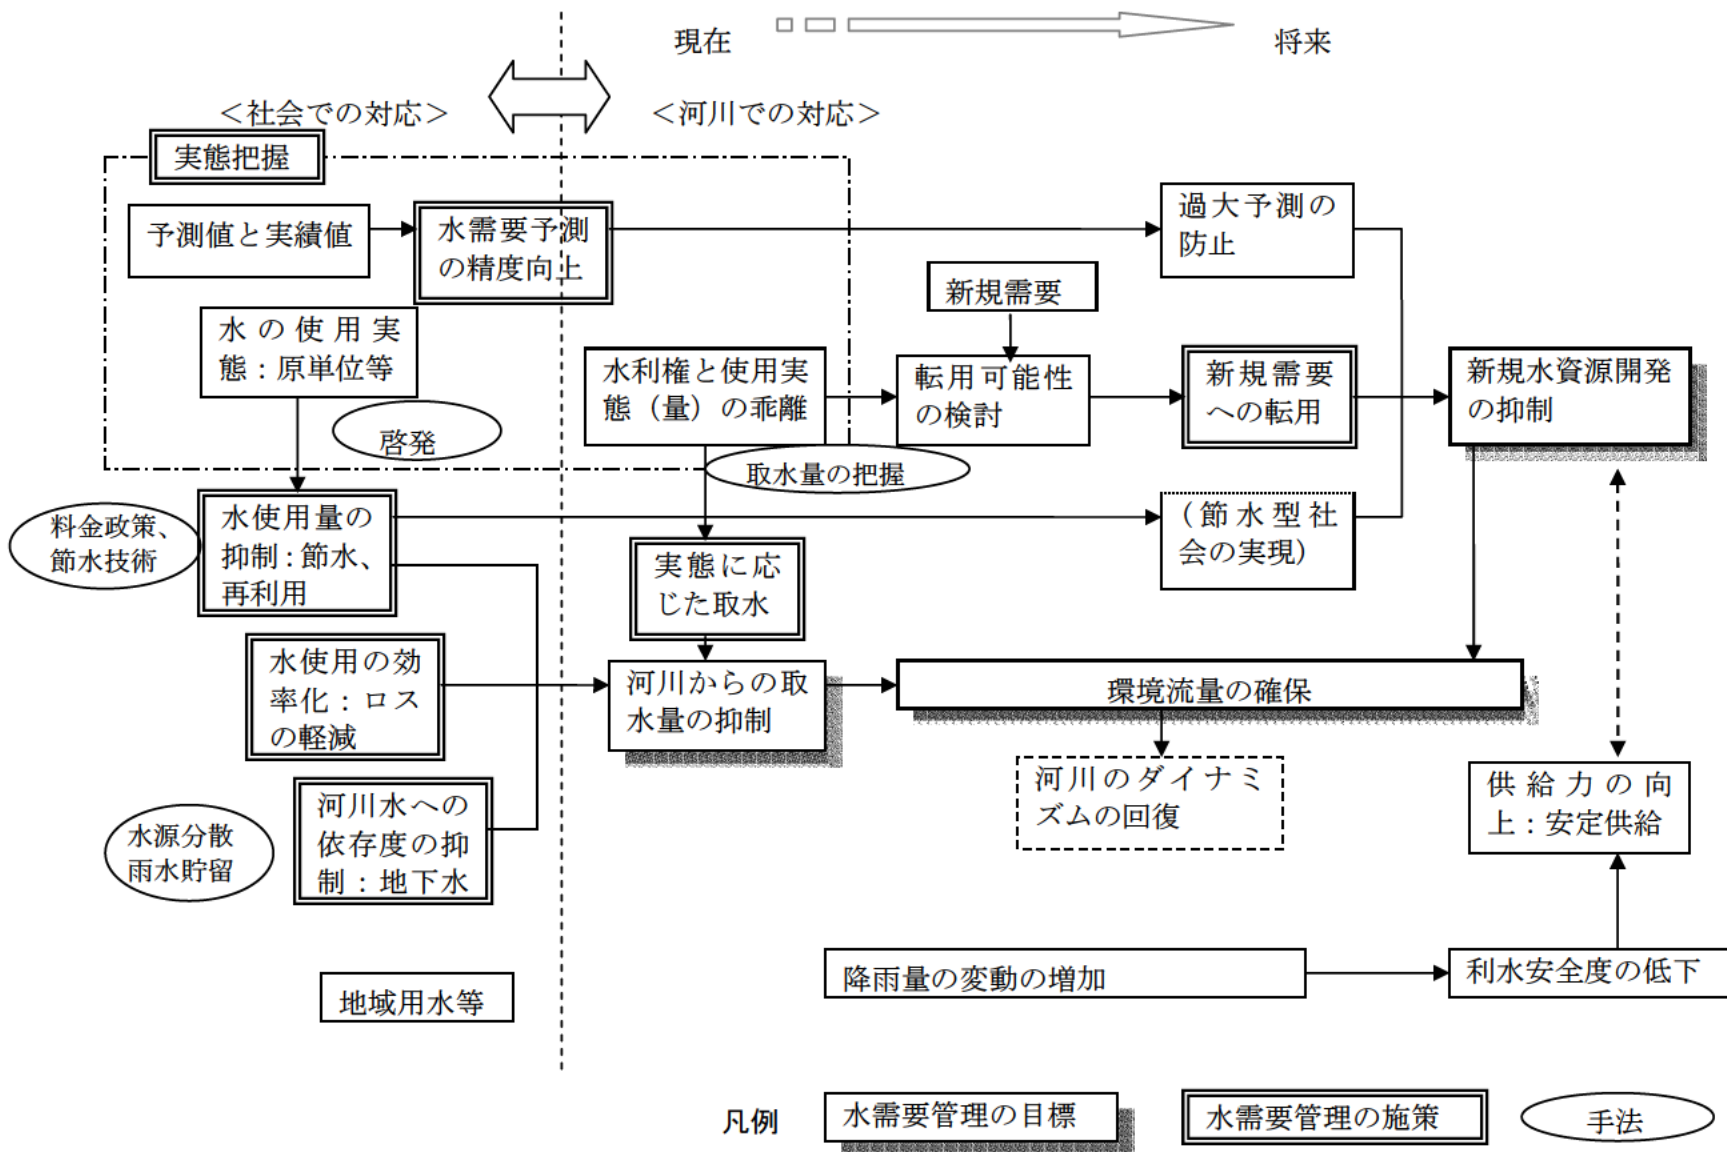 現在
将来
＜社会での対応＞
＜河川での対応＞
実態把握
予測値と実績値
水需要予測
の精度向上
過大予測の
防止
新規需要
水の使用実
態：原単位等
水利権と使用実
態（量）の乖離
転用可能性
の検討
新規需要
への転用
新規水資源開発
の抑制
啓発
取水量の把握
料金政策、
節水技術
水使用量の
抑制：節水、
再利用
（節水型社
会の実現）
実態に応
じた取水
水使用の効
率化：ロス
の軽減
河川からの取
水量の抑制
環境流量の確保
河川のダイナミ
ズムの回復
供給力の向
上：安定供給
水源分散
雨水貯留
河川水への
依存度の抑
制：地下水
降雨量の変動の増加
利水安全度の低下
地域用水等
凡例
水需要管理の目標
水需要管理の施策
手法